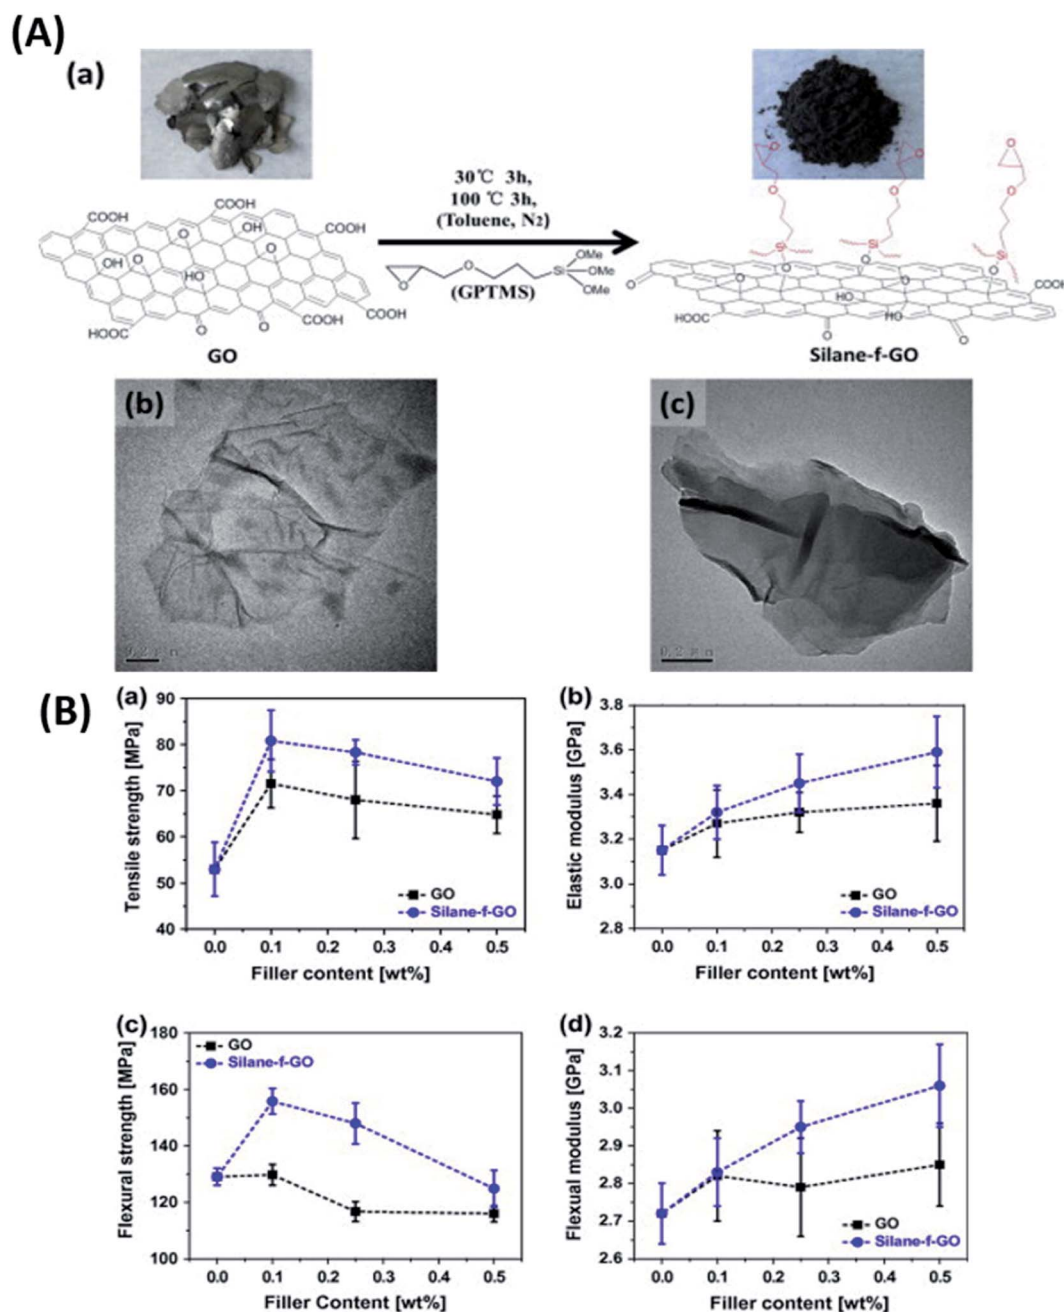 (A)
(a)
30℃ 3h,
100 ℃ 3h,
(Toluene, N2)
(GPTMS)
O
O
Si
OMe
OMe
OMe
COOH
COOH
COOH
OH
O
O
OH
O
HO
HOOC
O
O
COOH
COOH
GO
O
O
O
O
O
O
Si
Si
Si
O
O
O
O
COOH
HO
HO
HOOC
O
O
Silane-f-GO
(b)
0.2 μm
(c)
0.2 μm
(B)
(a)
Tensile strength [MPa]
90
80
70
60
50
40
GO
Silane-f-GO
0.0 0.1 0.2 0.3 0.4 0.5
Filler content [wt%]
(b)
Elastic modulus [GPa]
3.8
3.6
3.4
3.2
3.0
2.8
GO
Silane-f-GO
0.0 0.1 0.2 0.3 0.4 0.5
Filler content [wt%]
(c)
Flexural strength [MPa]
180
160
140
120
100
GO
Silane-f-GO
0.0 0.1 0.2 0.3 0.4 0.5
Filler Content [wt%]
(d)
Flexual modulus [GPa]
3.2
3.1
3.0
2.9
2.8
2.7
2.6
GO
Silane-f-GO
0.0 0.1 0.2 0.3 0.4 0.5
Filler content [wt%]